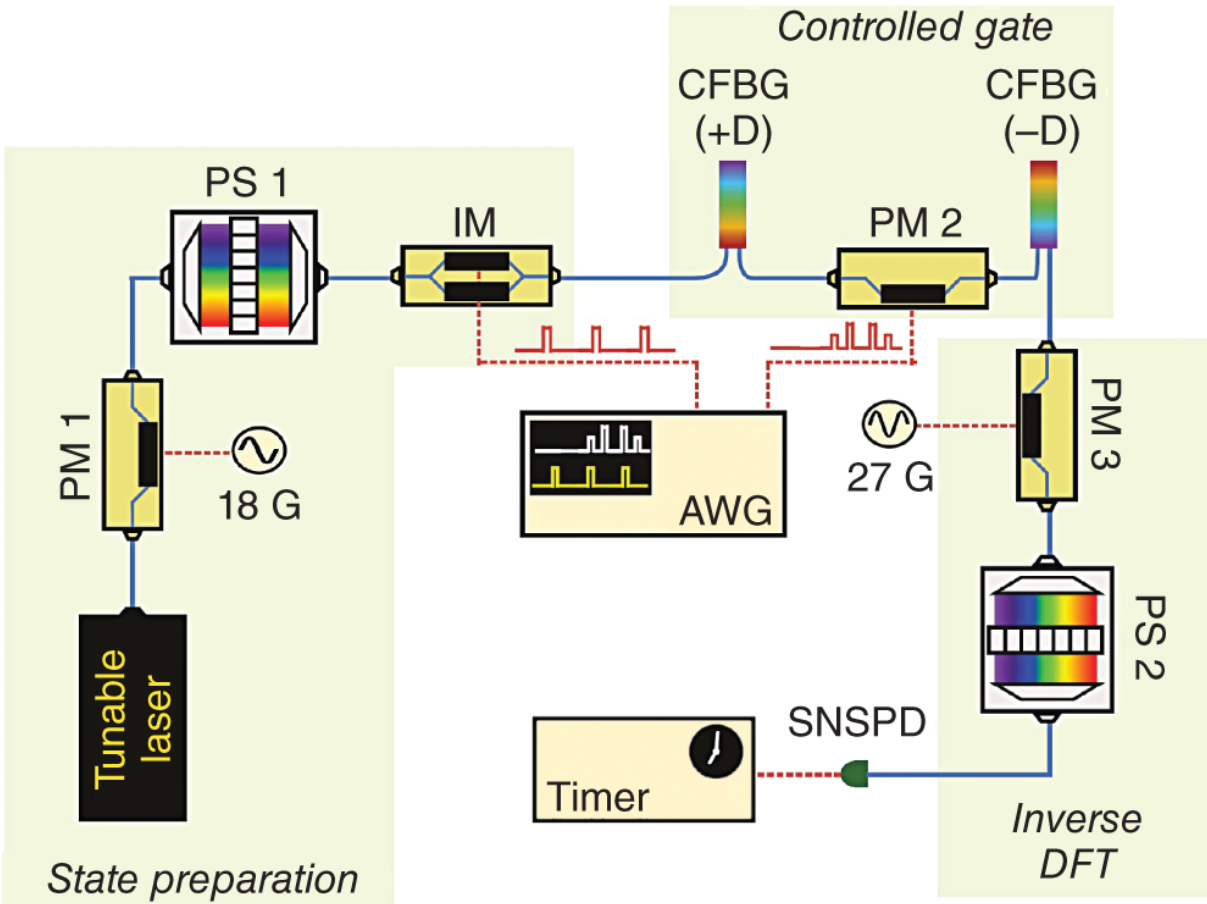 Controlled gate
CFBG
(+D)
CFBG
(–D)
PS 1
IM
PM 2
PM 1
18 G
AWG
27 G
PM 3
PS 2
Tunable
laser
SNSPD
Timer
Inverse
DFT
State preparation